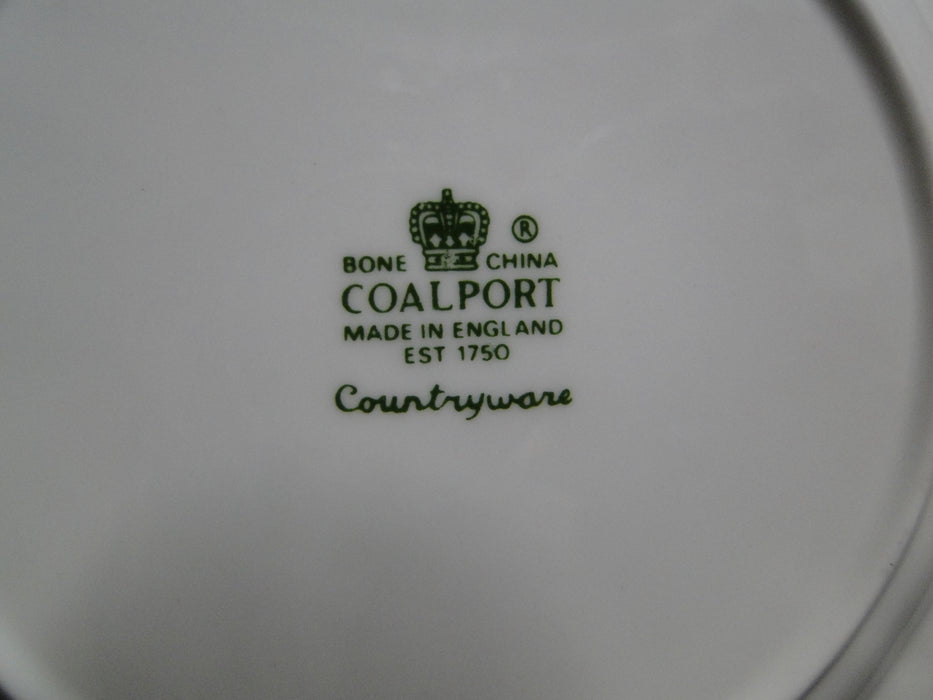 ®
BONE CHINA
COALPORT
MADE IN ENGLAND
EST 1750
Countryware